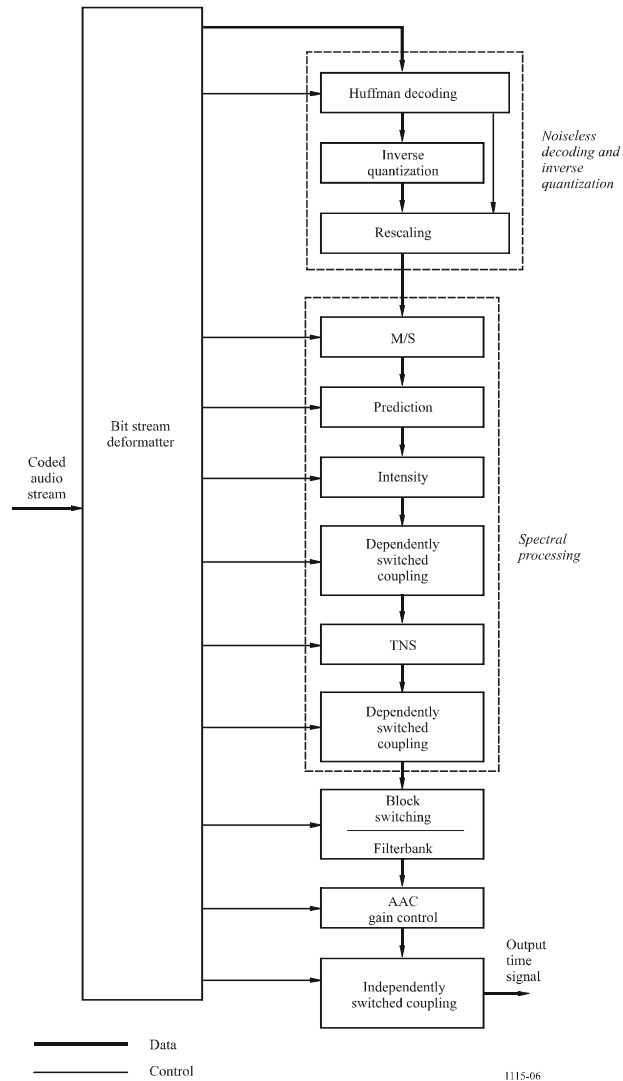 Huffman decoding
Noiseless
decoding and
inverse
quantization
Inverse
quantization
Rescaling
M/S
Bit stream
deformatter
Prediction
Coded
audio
stream
Intensity
Dependently
switched
coupling
Spectral
processing
TNS
Dependently
switched
coupling
Block
switching
Filterbank
AAC
gain control
Output
time
signal
Independently
switched coupling
Data
Control
1115-06